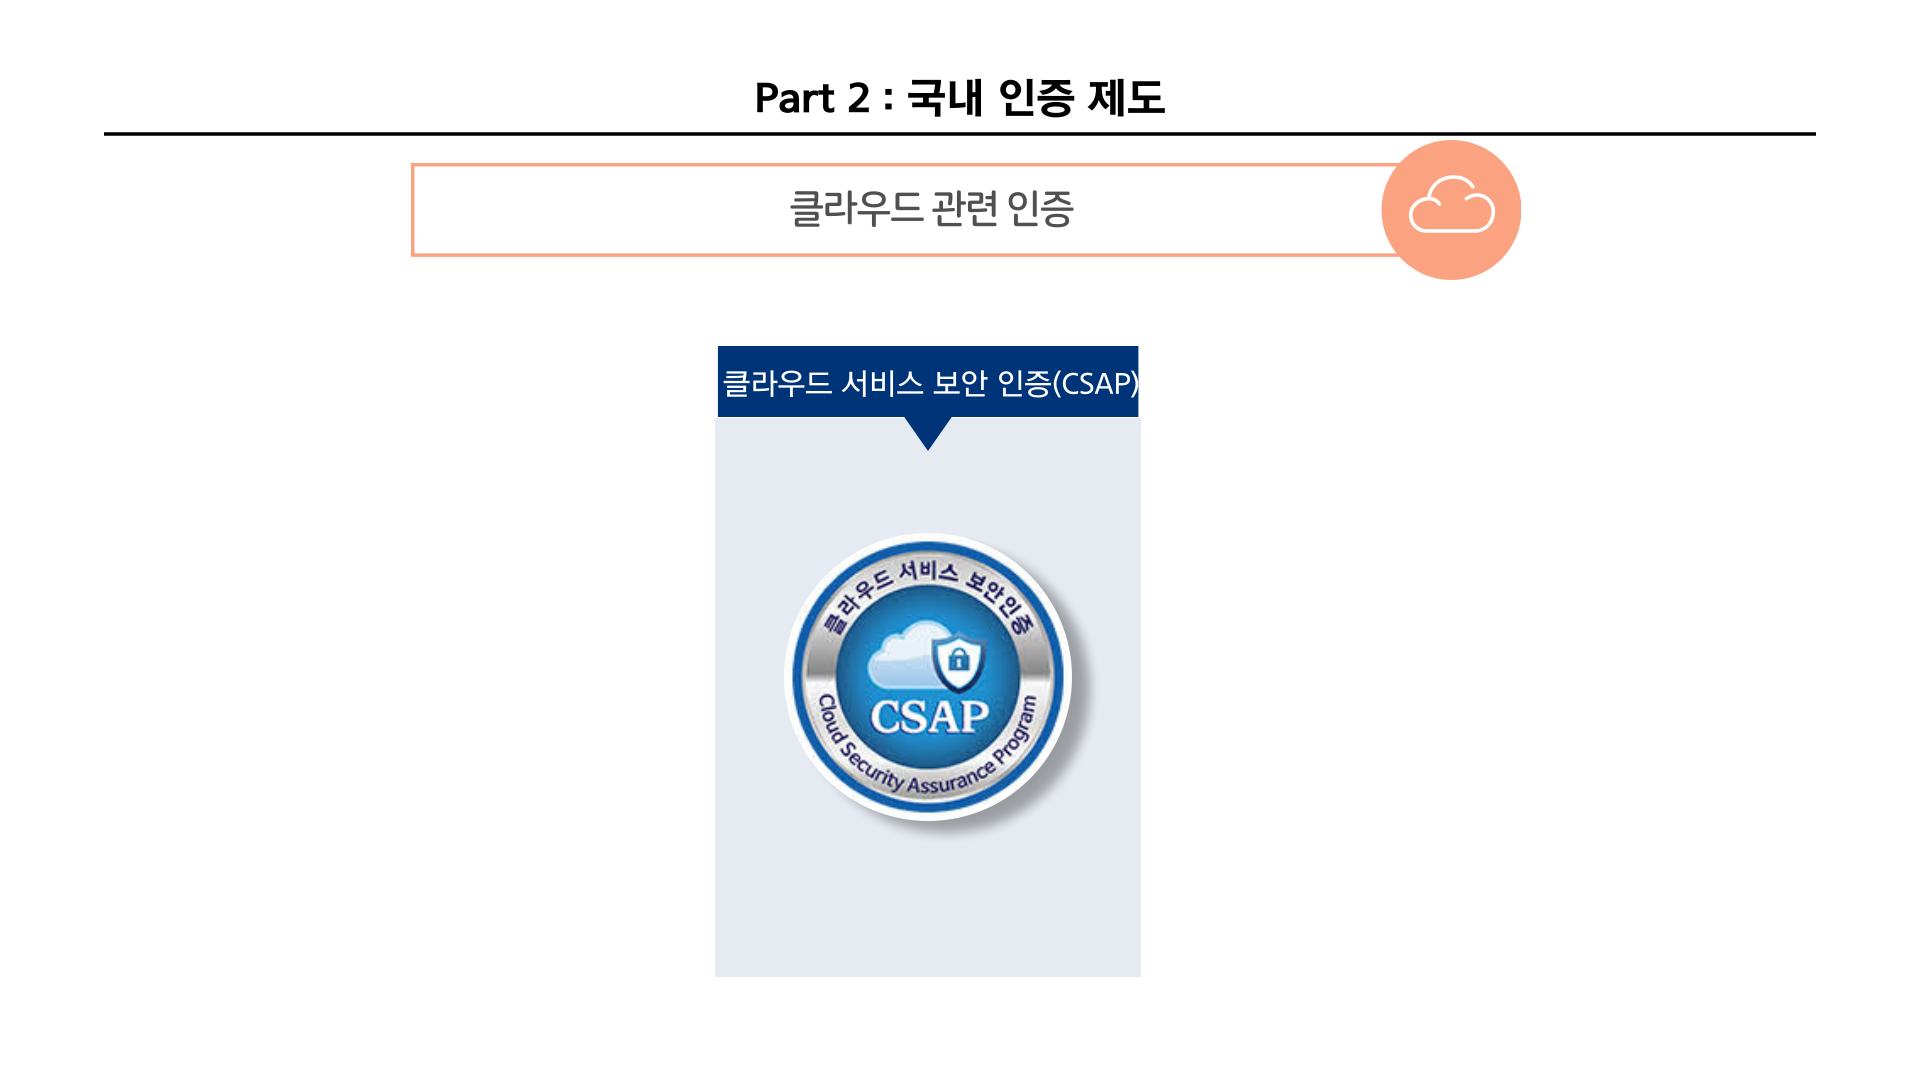 Part 2 : 국내 인증 제도
클라우드 관련 인증
클라우드 서비스 보안 인증(CSAP)
클라우드 서비스 보안인증
CSAP
Cloud Security Assurance Program